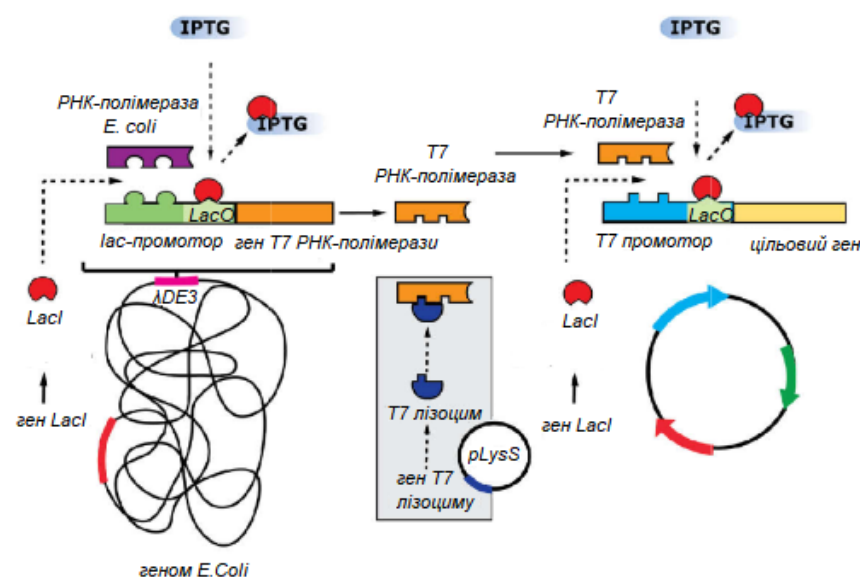 IPTG
IPTG
РНК-полімераза
E. coli
IPTG
T7
РНК-полімераза
IPTG
T7
РНК-полімераза
LacO
LacO
lac-промотор
ген T7 РНК-полімерази
T7 промотор
цільовий ген
λDE3
LacI
LacI
ген LacI
T7 лізоцим
ген LacI
pLysS
ген T7
лізоциму
геном E.Coli